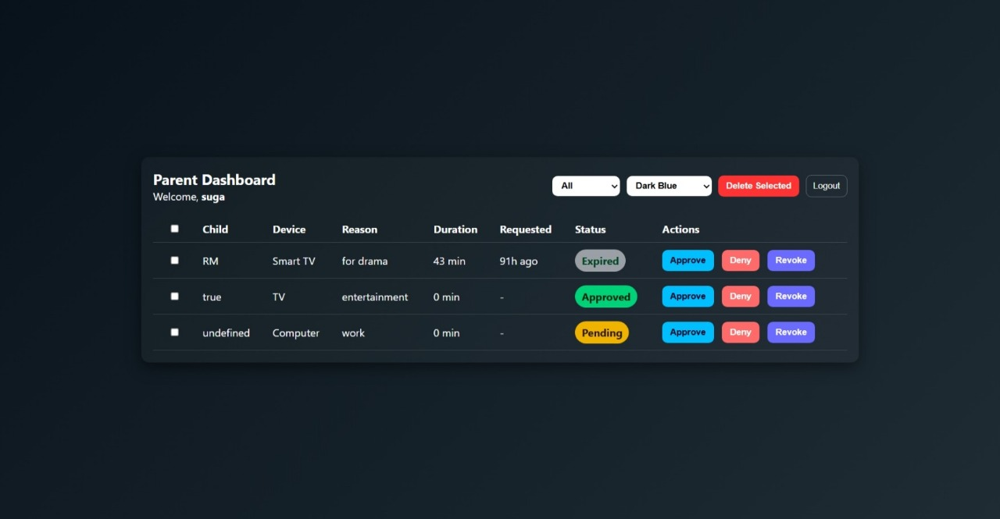 Parent Dashboard
Welcome, suga
All Dark Blue Delete Selected Logout
Child Device Reason Duration Requested Status Actions
RM Smart TV for drama 43 min 91h ago Expired Approve Deny Revoke
true TV entertainment 0 min - Approved Approve Deny Revoke
undefined Computer work 0 min - Pending Approve Deny Revoke